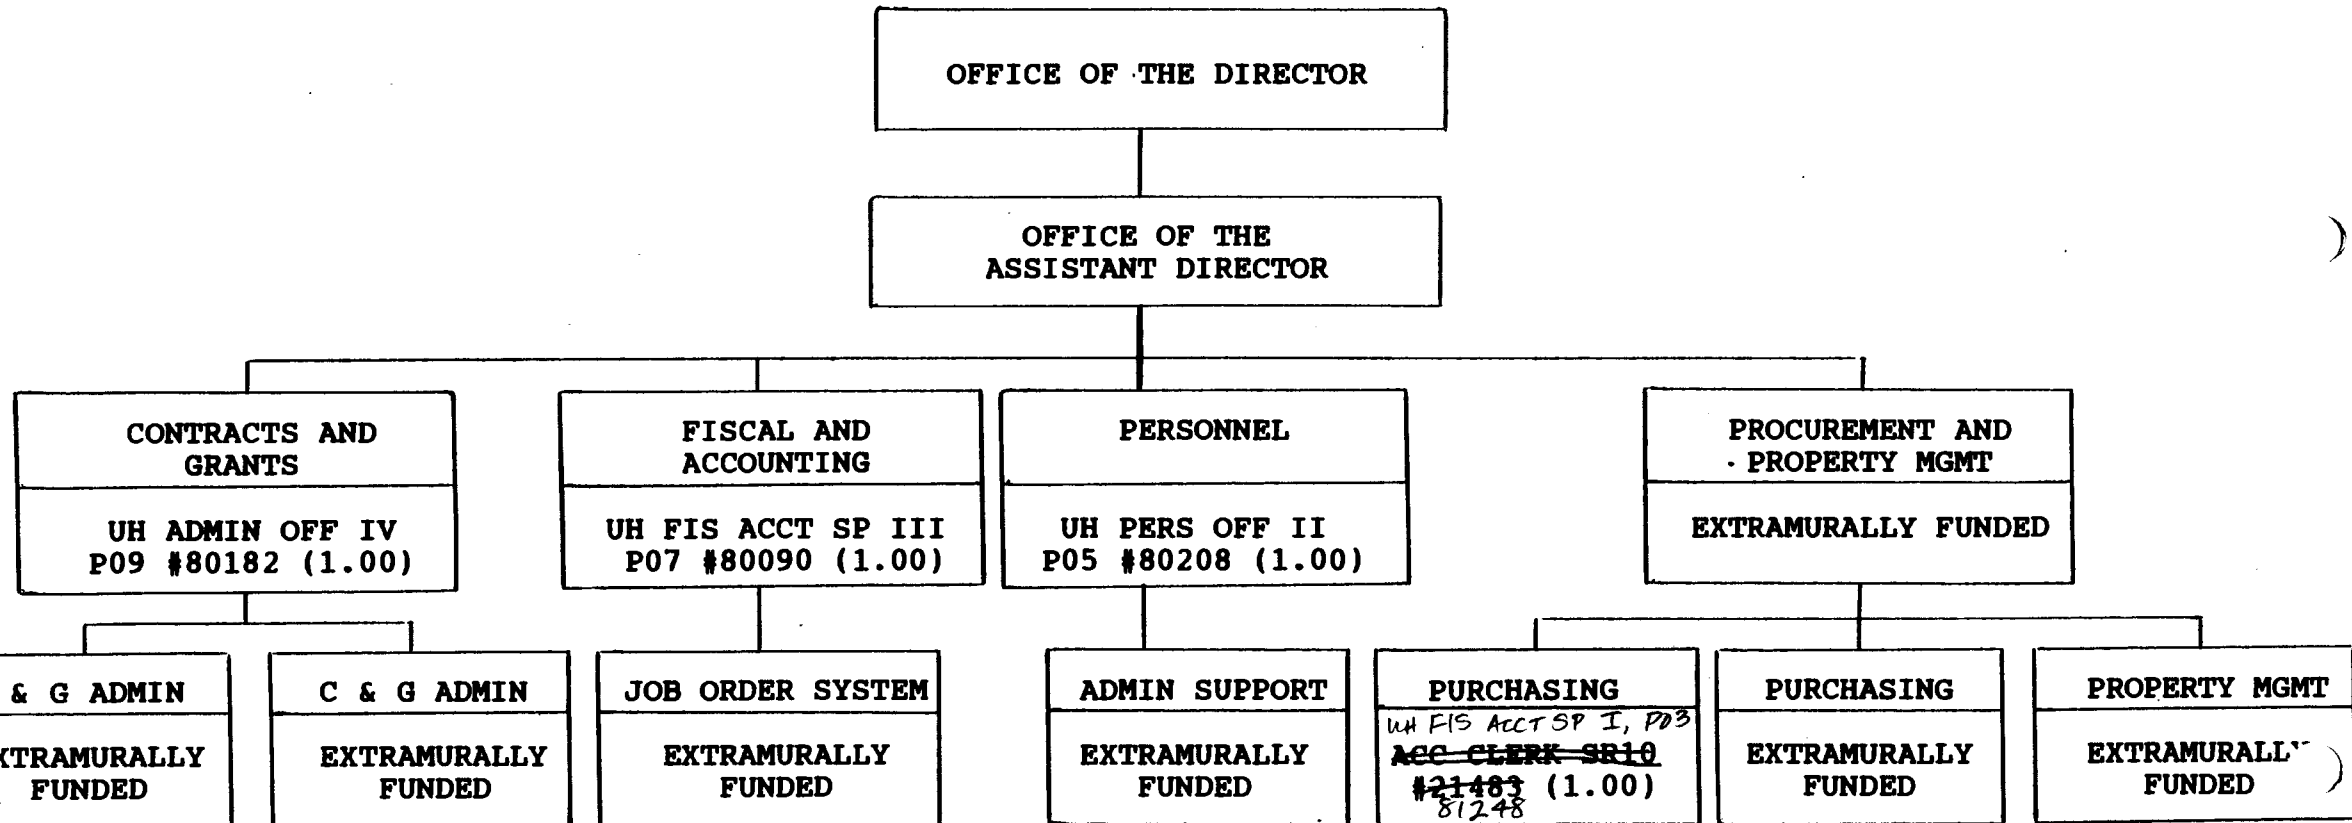 OFFICE OF THE DIRECTOR
OFFICE OF THE
ASSISTANT DIRECTOR
CONTRACTS AND
GRANTS
UH ADMIN OFF IV
P09 #80182 (1.00)
FISCAL AND
ACCOUNTING
UH FIS ACCT SP III
P07 #80090 (1.00)
PERSONNEL
UH PERS OFF II
P05 #80208 (1.00)
PROCUREMENT AND
PROPERTY MGMT
EXTRAMURALLY FUNDED
& G ADMIN
XTRAMURALLY
FUNDED
C & G ADMIN
EXTRAMURALLY
FUNDED
JOB ORDER SYSTEM
EXTRAMURALLY
FUNDED
ADMIN SUPPORT
EXTRAMURALLY
FUNDED
PURCHASING
UH FIS ACCT SP I, P03
ACC CLERK SR10
#21483 (1.00)
81248
PURCHASING
EXTRAMURALLY
FUNDED
PROPERTY MGMT
EXTRAMURALLY
FUNDED